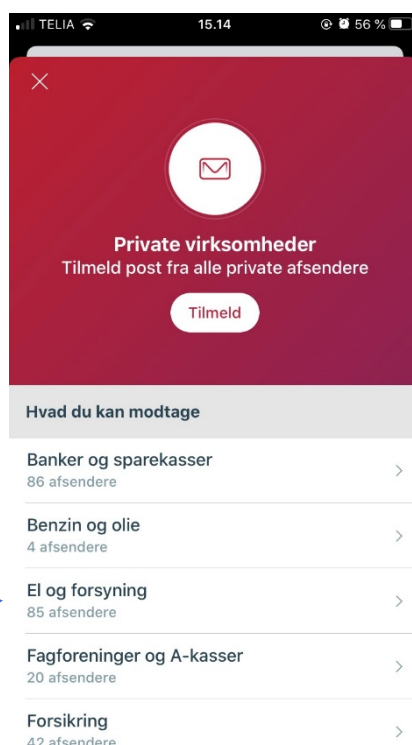 TELIA
15.14
56 %
Private virksomheder
Tilmeld post fra alle private afsendere
Tilmeld
Hvad du kan modtage
Banker og sparekasser
86 afsendere
Benzin og olie
4 afsendere
El og forsyning
85 afsendere
Fagforeninger og A-kasser
20 afsendere
Forsikring
42 afsendere